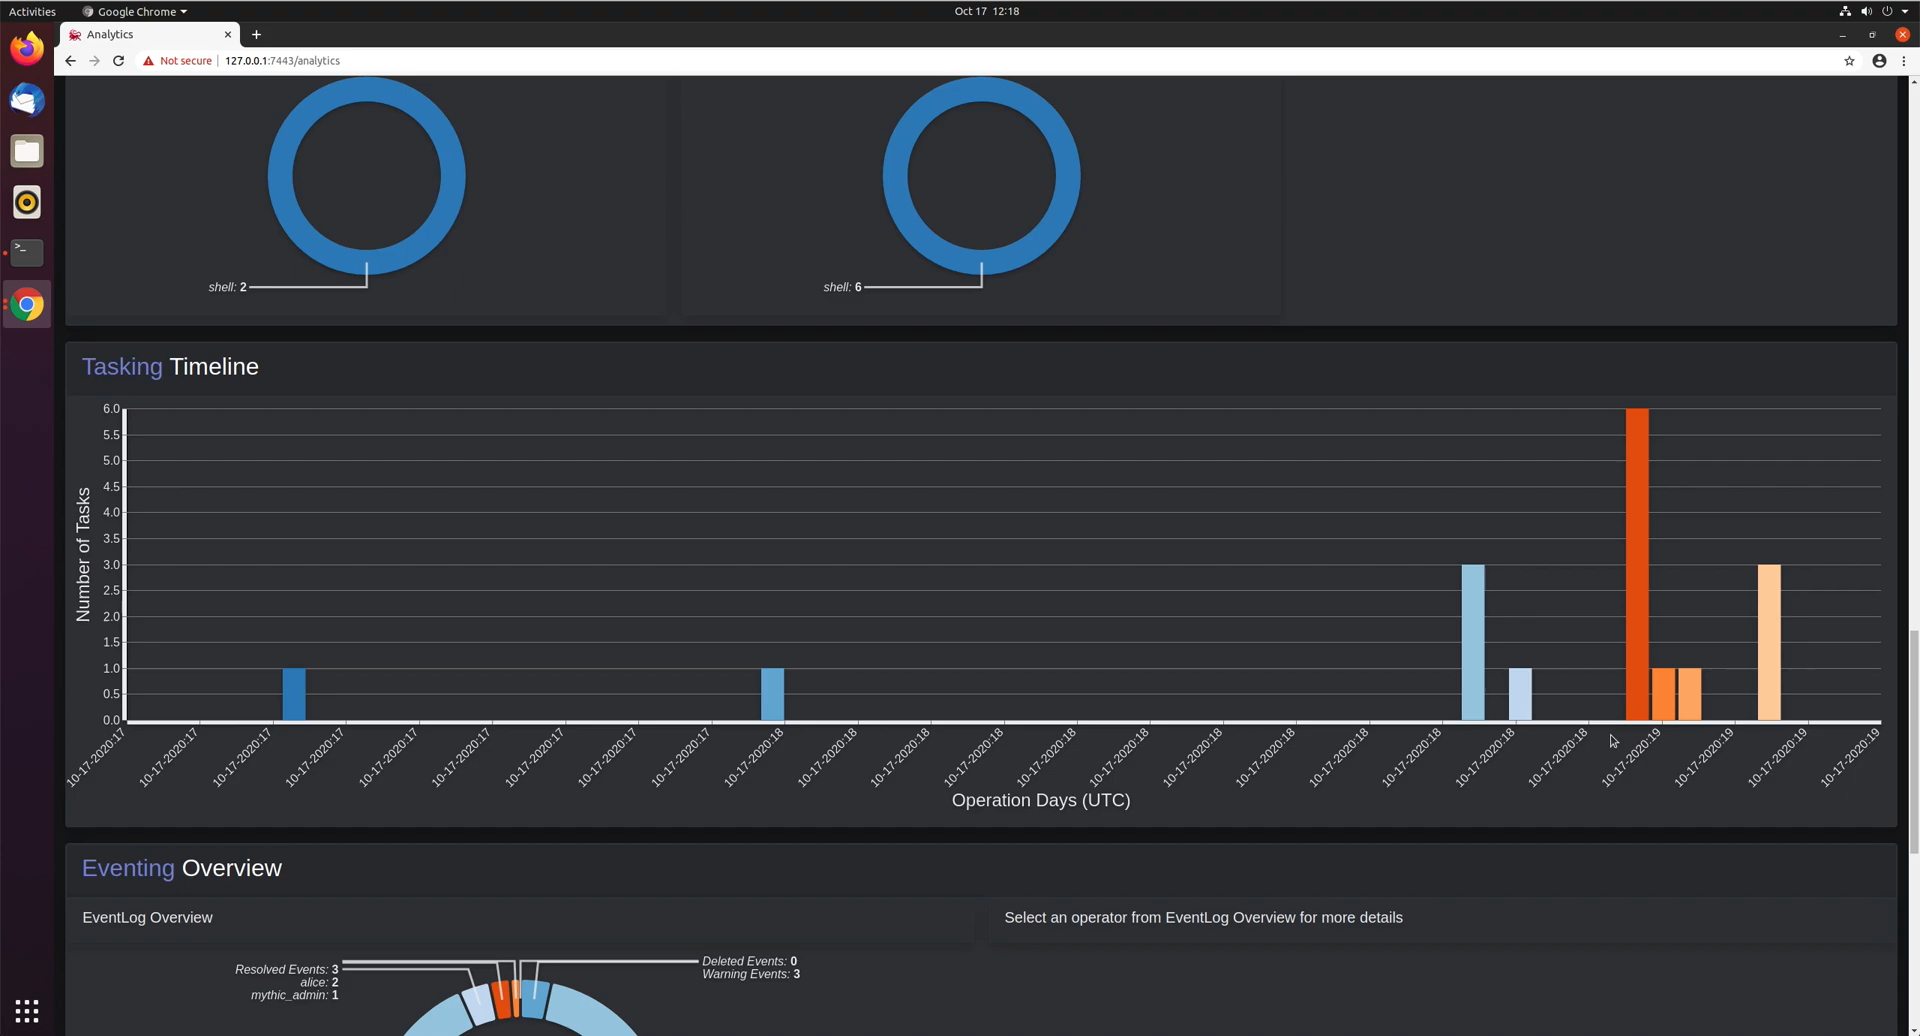 Activities
Google Chrome
Oct 17 12:18
Analytics
Not secure
127.0.0.1:7443/analytics
shell: 2
shell: 6
Tasking Timeline
6.0
5.5
5.0
4.5
4.0
3.5
3.0
2.5
2.0
1.5
1.0
0.5
0.0
Number of Tasks
10-17-2020:17
10-17-2020:17
10-17-2020:17
10-17-2020:17
10-17-2020:17
10-17-2020:17
10-17-2020:17
10-17-2020:17
10-17-2020:17
10-17-2020:18
10-17-2020:18
10-17-2020:18
10-17-2020:18
10-17-2020:18
10-17-2020:18
10-17-2020:18
10-17-2020:18
10-17-2020:18
10-17-2020:18
10-17-2020:18
10-17-2020:18
10-17-2020:19
10-17-2020:19
10-17-2020:19
10-17-2020:19
Operation Days (UTC)
Eventing Overview
EventLog Overview
Select an operator from EventLog Overview for more details
Resolved Events: 3
alice: 2
mythic_admin: 1
Deleted Events: 0
Warning Events: 3